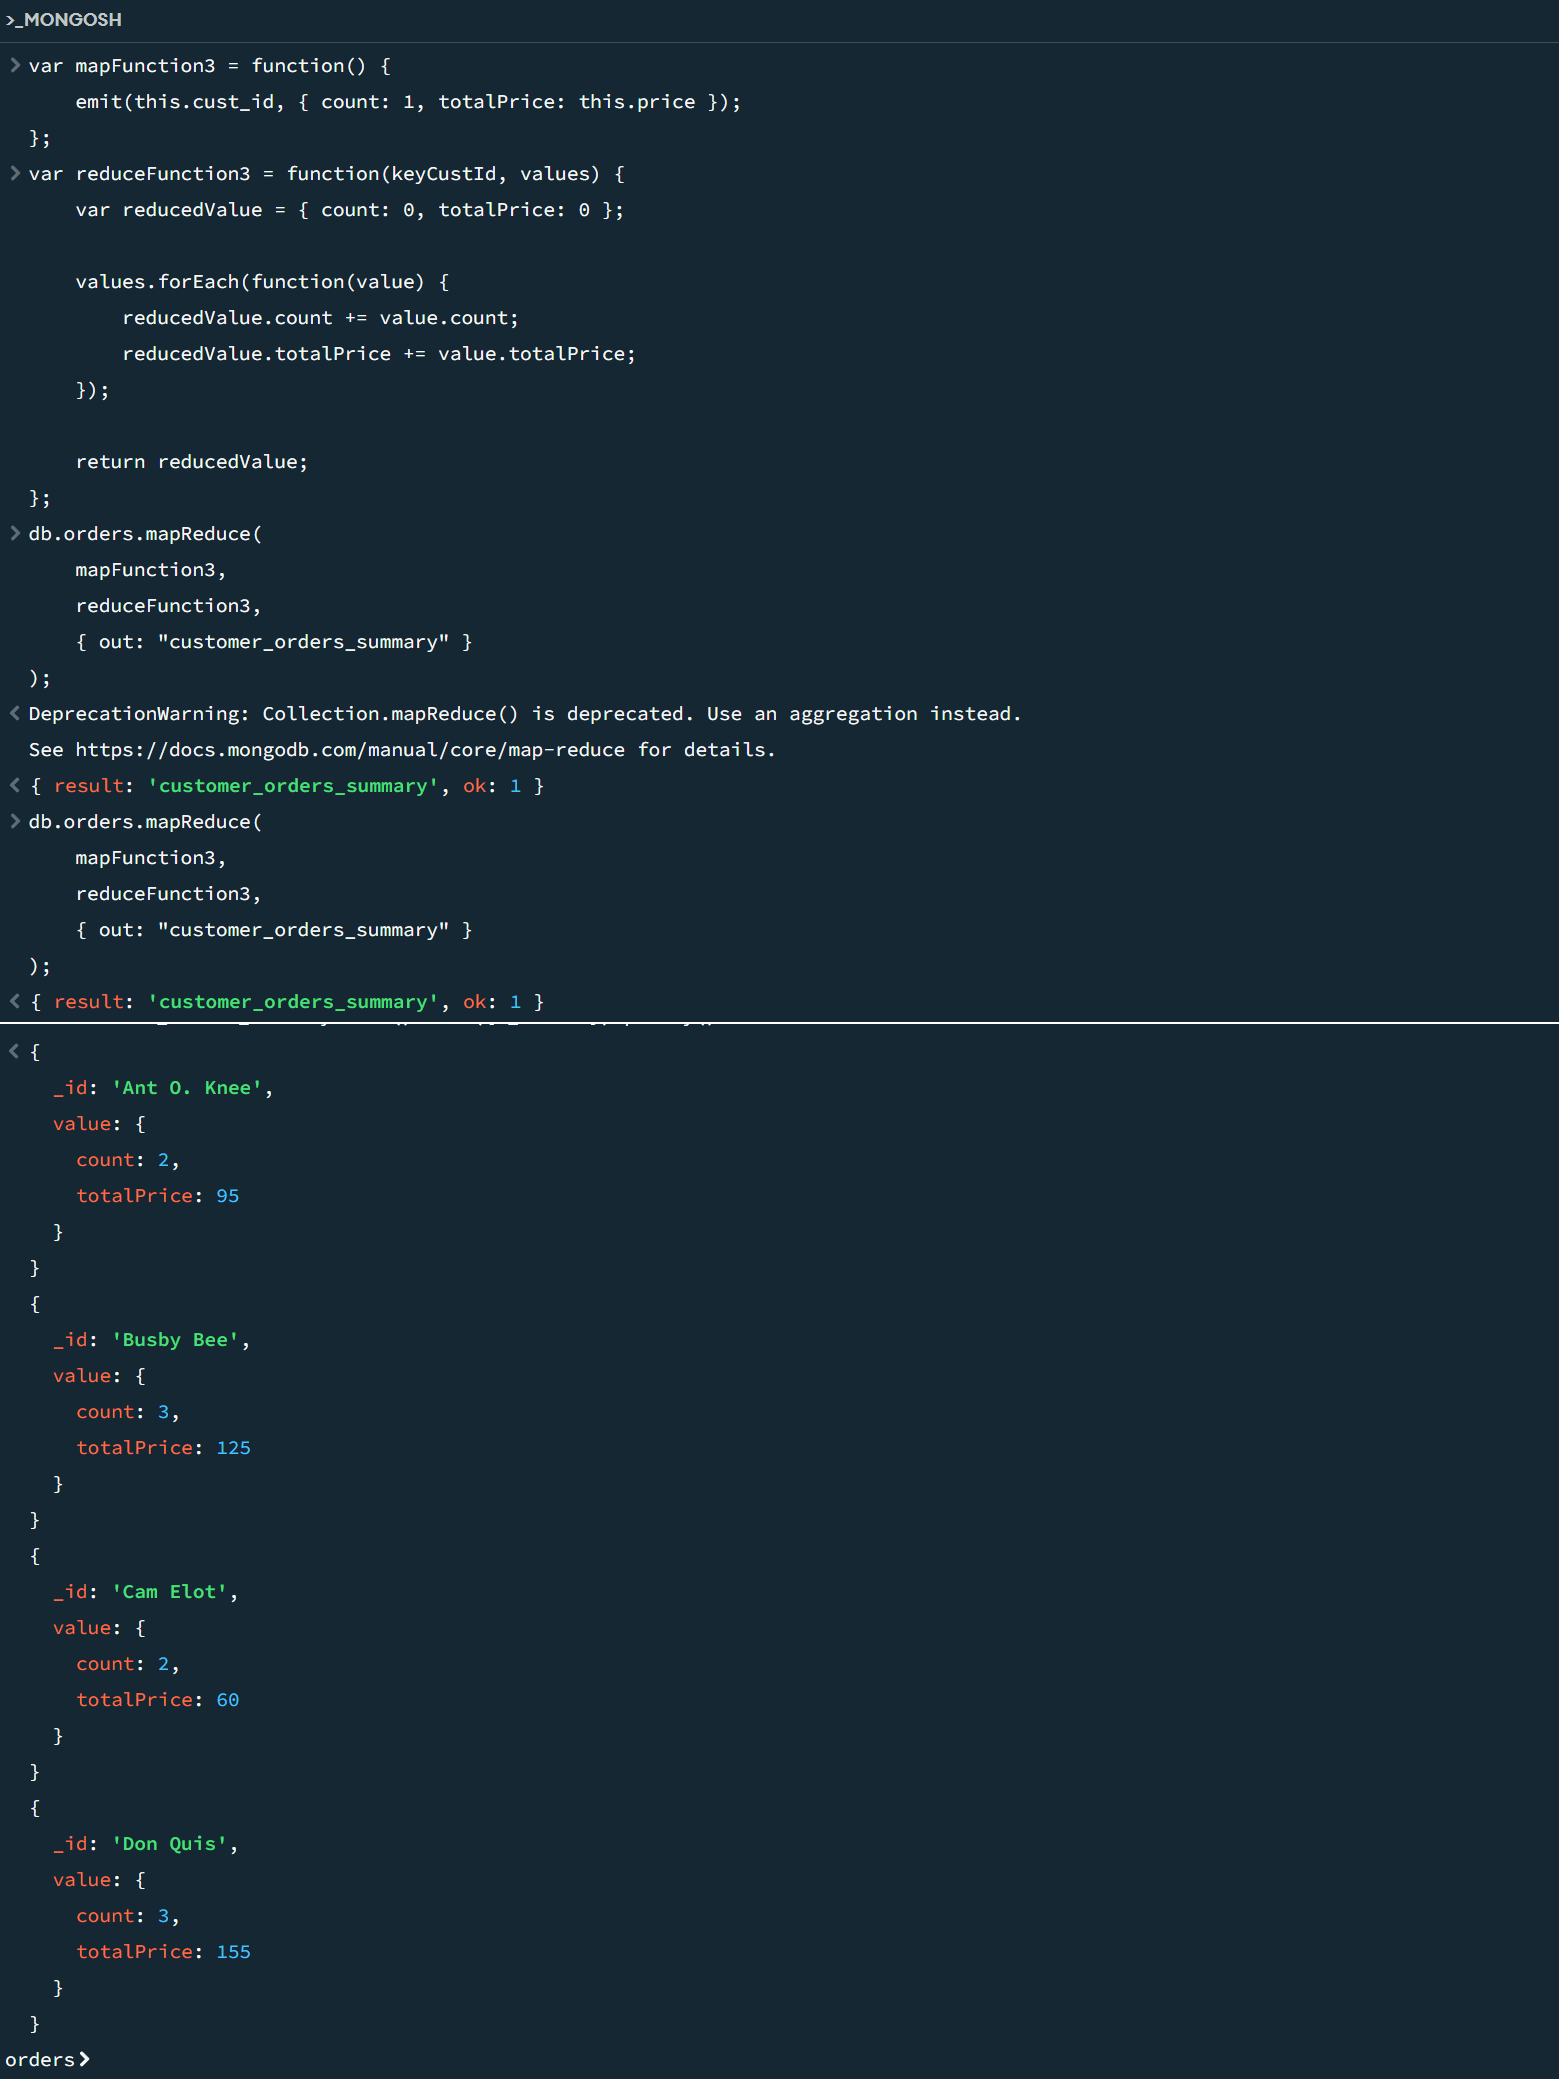 >_MONGOSH
> var mapFunction3 = function() {
emit(this.cust_id, { count: 1, totalPrice: this.price });
};
> var reduceFunction3 = function(keyCustId, values) {
var reducedValue = { count: 0, totalPrice: 0 };
values.forEach(function(value) {
reducedValue.count += value.count;
reducedValue.totalPrice += value.totalPrice;
});
return reducedValue;
};
> db.orders.mapReduce(
mapFunction3,
reduceFunction3,
{ out: "customer_orders_summary" }
);
< DeprecationWarning: Collection.mapReduce() is deprecated. Use an aggregation instead.
See https://docs.mongodb.com/manual/core/map-reduce for details.
< { result: 'customer_orders_summary', ok: 1 }
> db.orders.mapReduce(
mapFunction3,
reduceFunction3,
{ out: "customer_orders_summary" }
);
< { result: 'customer_orders_summary', ok: 1 }
< {
_id: 'Ant O. Knee',
value: {
count: 2,
totalPrice: 95
}
}
{
_id: 'Busby Bee',
value: {
count: 3,
totalPrice: 125
}
}
{
_id: 'Cam Elot',
value: {
count: 2,
totalPrice: 60
}
}
{
_id: 'Don Quis',
value: {
count: 3,
totalPrice: 155
}
}
orders>